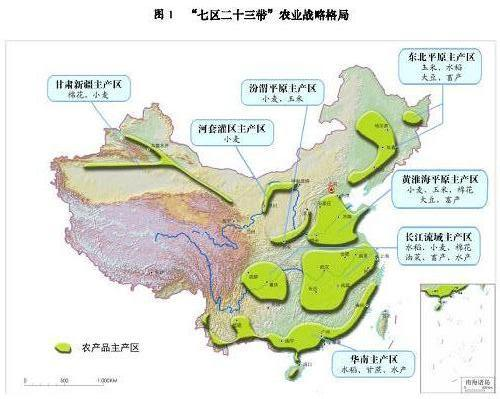 图 1 “七区二十三带”农业战略格局
东北平原主产区
玉米、水稻
大豆、畜产
甘肃新疆主产区
棉花、小麦
汾渭平原主产区
小麦、玉米
河套灌区主产区
小麦
黄淮海平原主产区
小麦、玉米、棉花
大豆、畜产
长江流域主产区
水稻、小麦、棉花
油菜、畜产、水产
农产品主产区
华南主产区
水稻、甘蔗、水产
0 500 1,000KM
南海诸岛